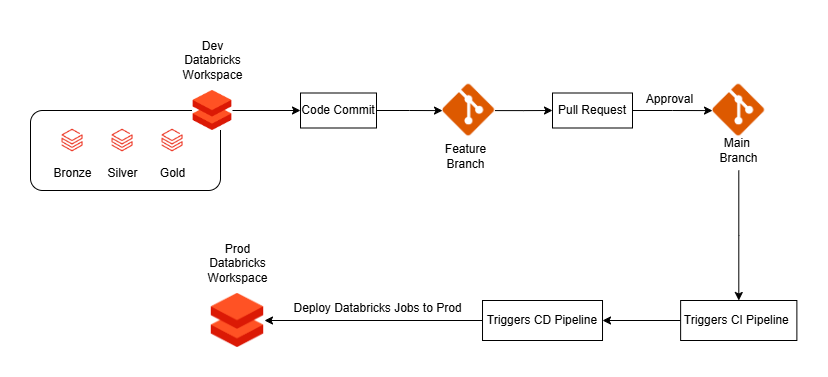 Dev
Databricks
Workspace
Code Commit
Feature
Branch
Pull Request
Approval
Main
Branch
Bronze
Silver
Gold
Prod
Databricks
Workspace
Deploy Databricks Jobs to Prod
Triggers CD Pipeline
Triggers CI Pipeline